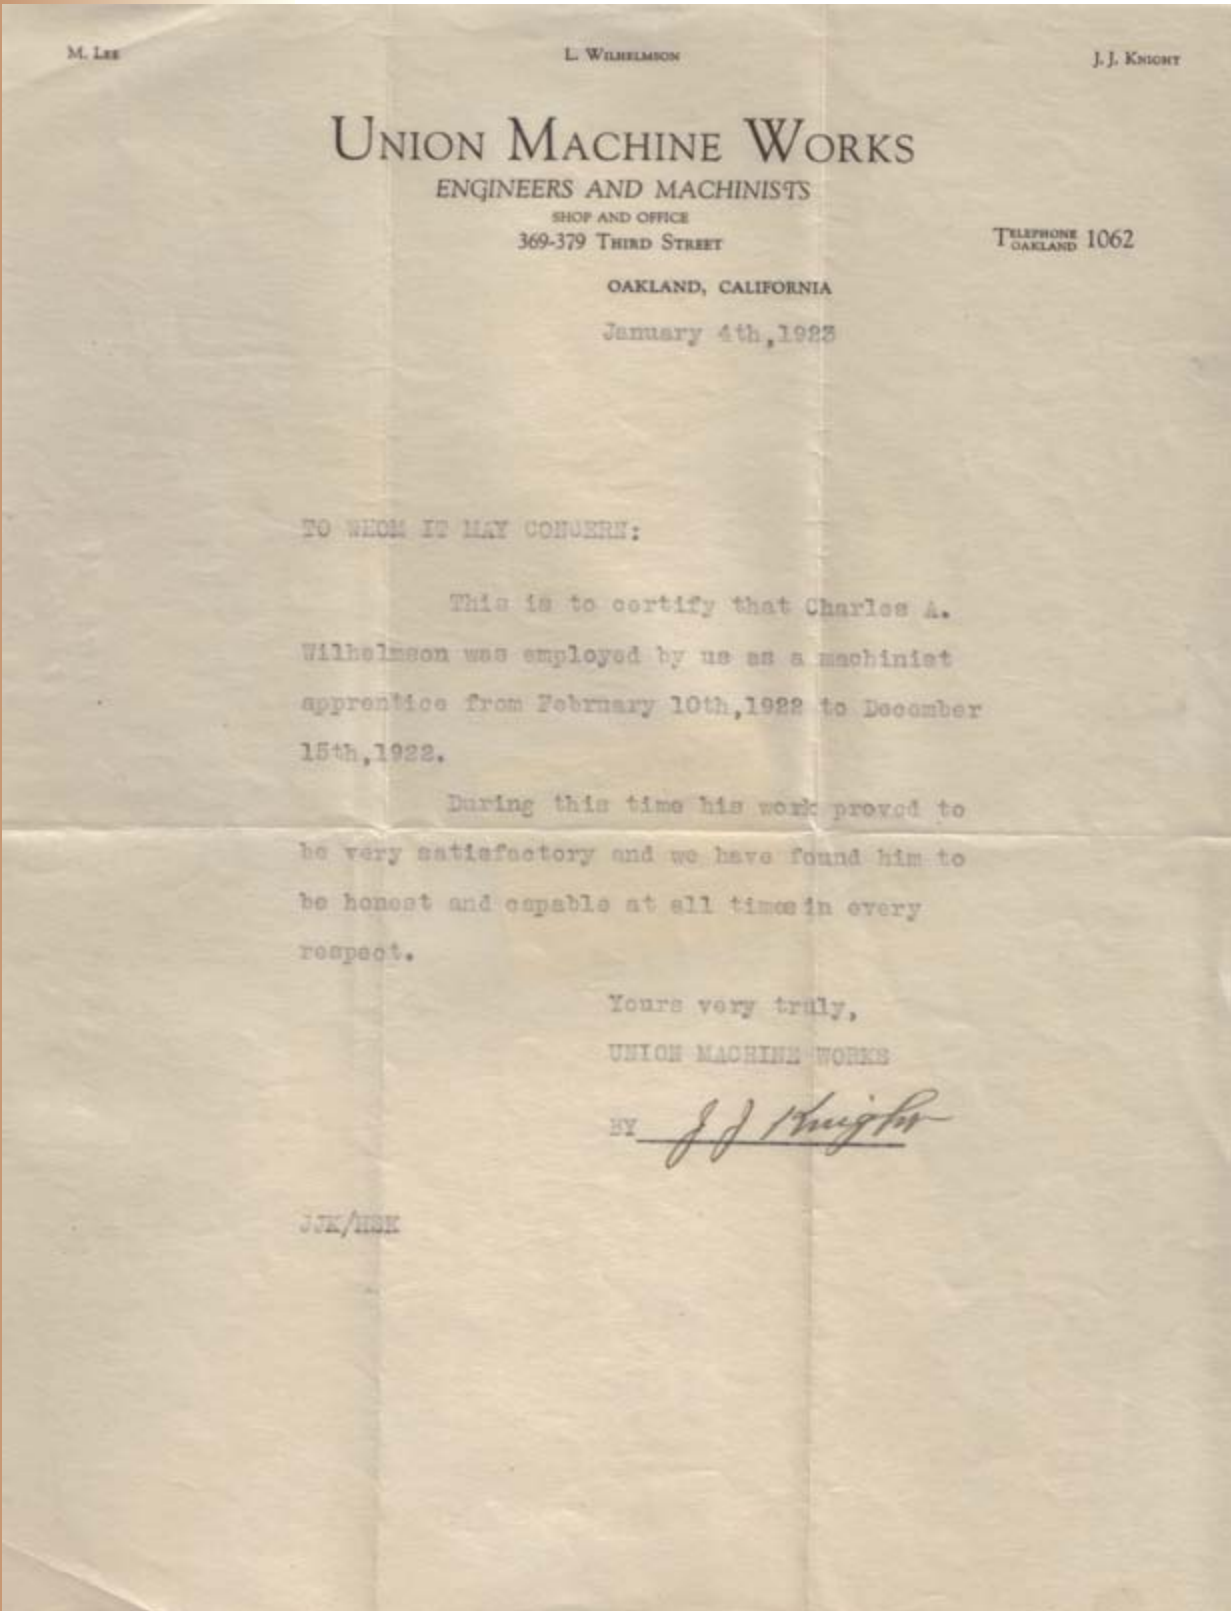 M. Lee
L. Wilhelmson
J. J. Knight
Union Machine Works
ENGINEERS AND MACHINISTS
SHOP AND OFFICE
369-379 Third Street
Telephone Oakland 1062
OAKLAND, CALIFORNIA
January 4th,1923
TO WHOM IT MAY CONCERN:
This is to certify that Charles A.
Wilhelmson was employed by us as a machinist
apprentice from February 10th,1922 to December
15th,1922.
During this time his work proved to
be very satisfactory and we have found him to
be honest and capable at all times in every
respect.
Yours very truly,
UNION MACHINE WORKS
BY J J Knight
JJK/HSK